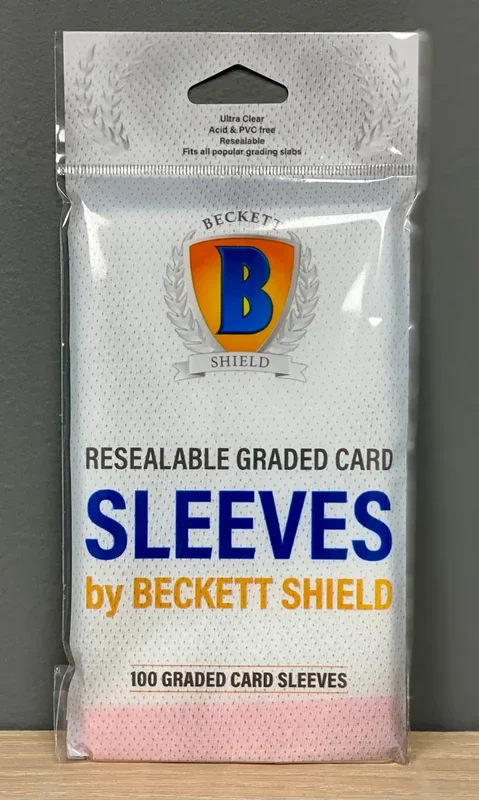 Ultra Clear
Acid & PVC free
Resealable
Fits all popular grading slabs
BECKETT
B
SHIELD
RESEALABLE GRADED CARD
SLEEVES
by BECKETT SHIELD
100 GRADED CARD SLEEVES